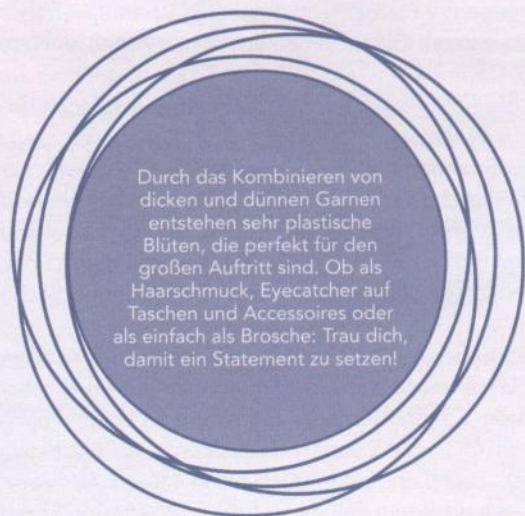 Durch das Kombinieren von
dicken und dünnen Garnen
entstehen sehr plastische
Blüten, die perfekt für den
großen Auftritt sind. Ob als
Haarschmuck, Eyecatcher auf
Taschen und Accessoires oder
als einfach als Brosche: Trau dich,
damit ein Statement zu setzen!